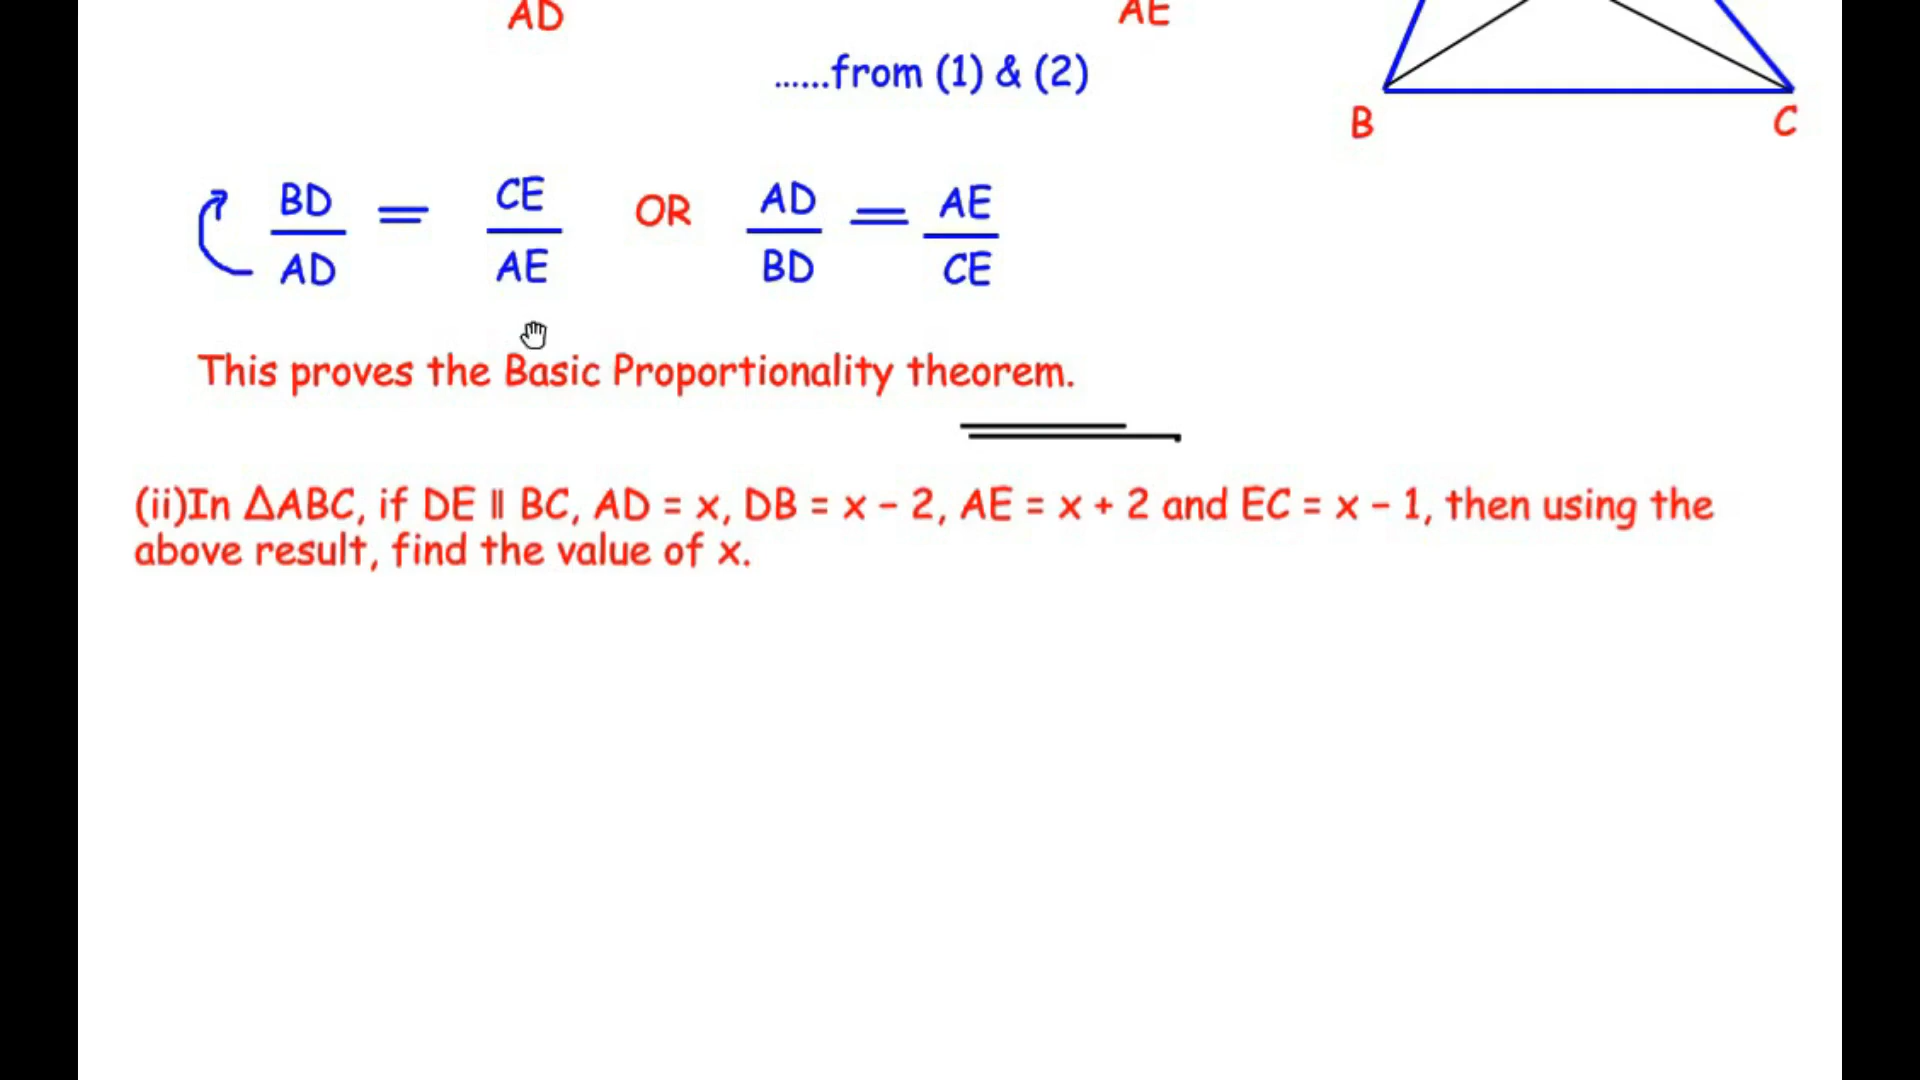 AD AE
......from (1) & (2)
B C
BD = CE OR AD = AE
AD AE BD CE
This proves the Basic Proportionality theorem.
(ii)In ΔABC, if DE ∥ BC, AD = x, DB = x − 2, AE = x + 2 and EC = x − 1, then using the
above result, find the value of x.